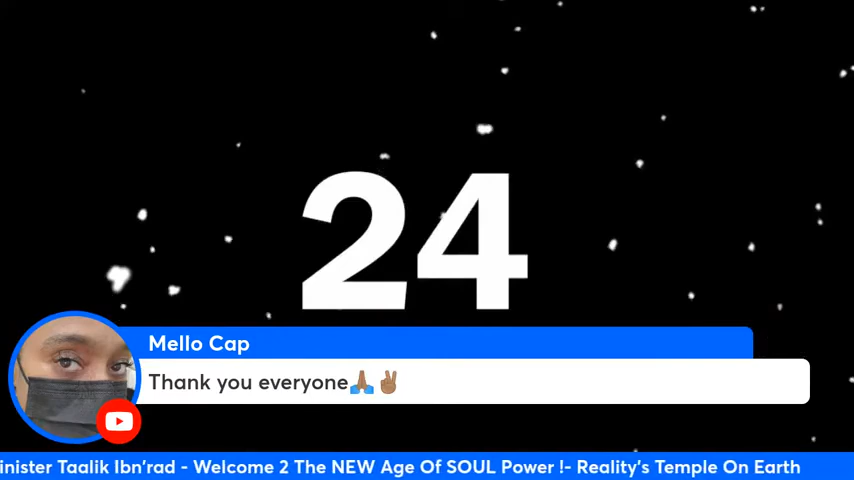 24
Mello Cap
Thank you everyone🙏🏽✌🏽
inister Taalik Ibn'rad - Welcome 2 The NEW Age Of SOUL Power !- Reality's Temple On Earth